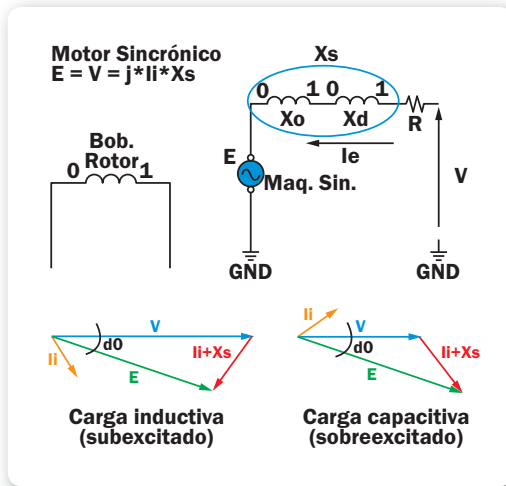 Motor Sincrónico
E = V = j*Ii*Xs
Xs
0 1 0 1
Xo Xd
R
Ie
Bob.
Rotor
0 1
E
Maq. Sin.
V
GND
GND
Ii
V
d0
Ii+Xs
E
Carga inductiva
(subexcitado)
Ii
V
d0
Ii+Xs
E
Carga capacitiva
(sobreexcitado)